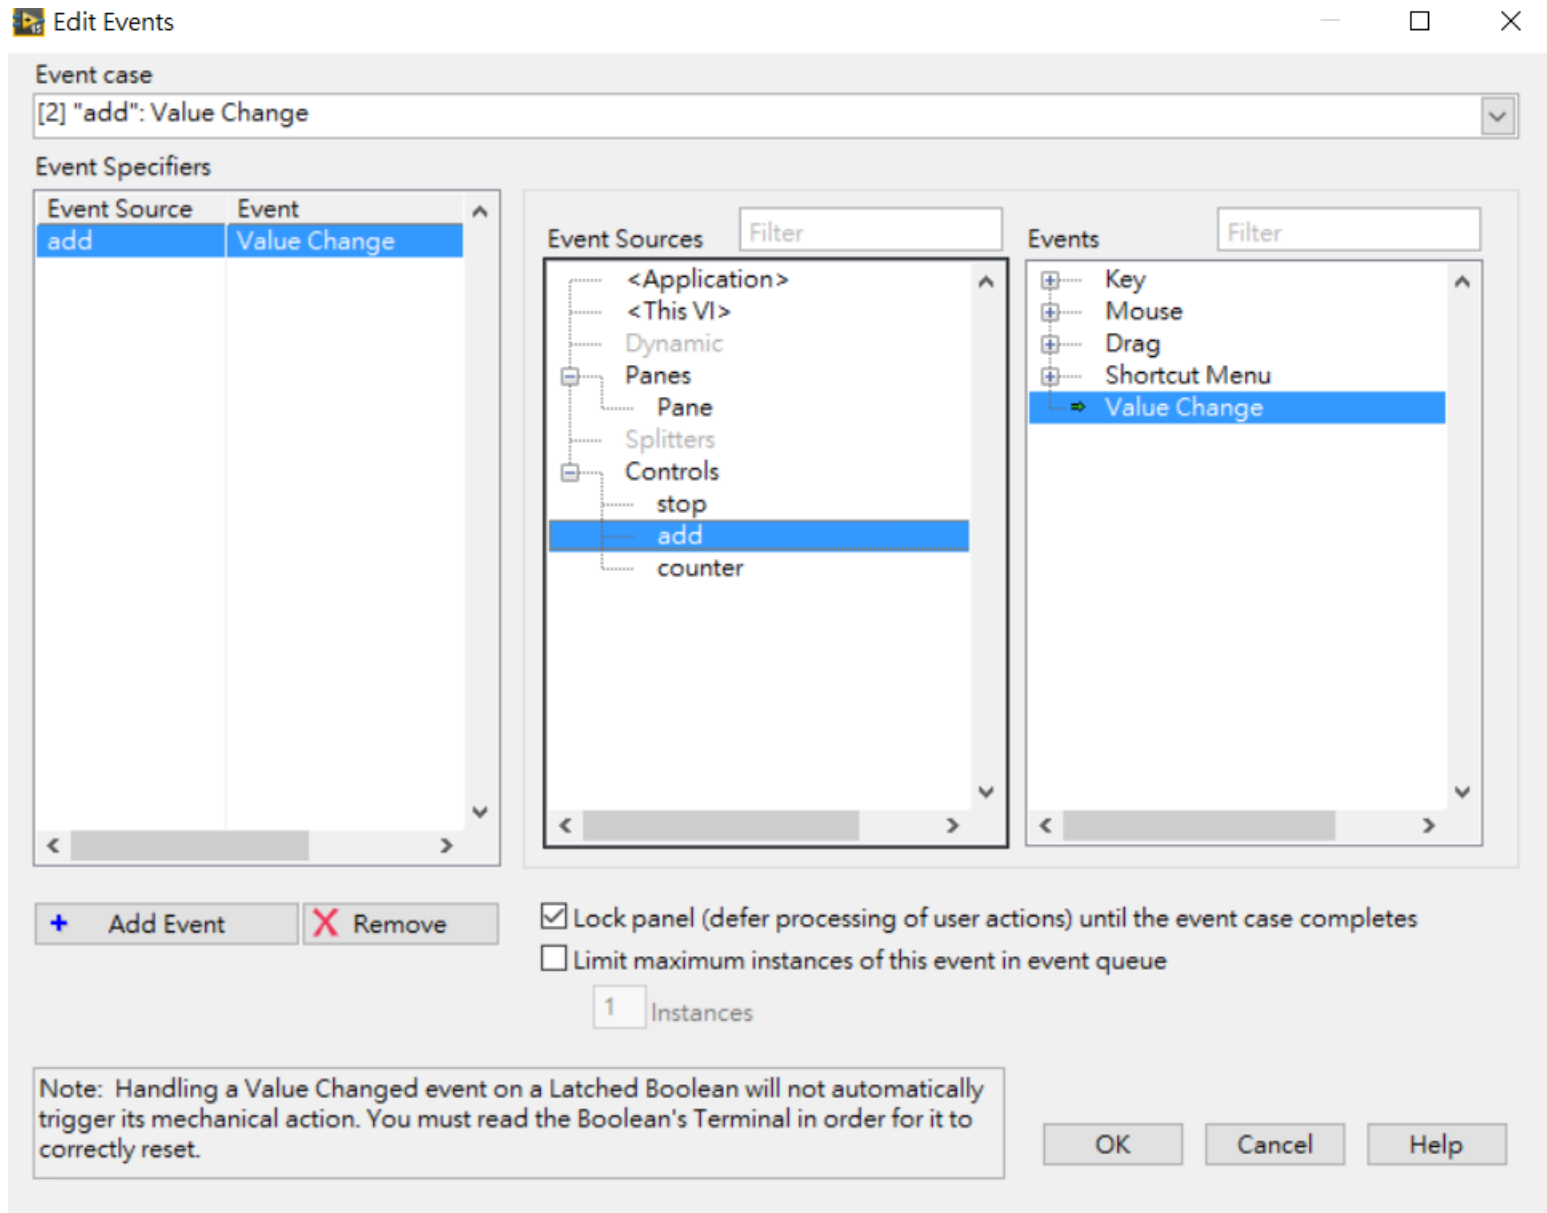 Edit Events
Event case
[2] "add": Value Change
Event Specifiers
Event Source Event
add Value Change
Event Sources Filter
<Application>
<This VI>
Dynamic
Panes
Pane
Splitters
Controls
stop
add
counter
Events Filter
Key
Mouse
Drag
Shortcut Menu
Value Change
+ Add Event
Remove
Lock panel (defer processing of user actions) until the event case completes
Limit maximum instances of this event in event queue
1 Instances
Note: Handling a Value Changed event on a Latched Boolean will not automatically
trigger its mechanical action. You must read the Boolean's Terminal in order for it to
correctly reset.
OK Cancel Help